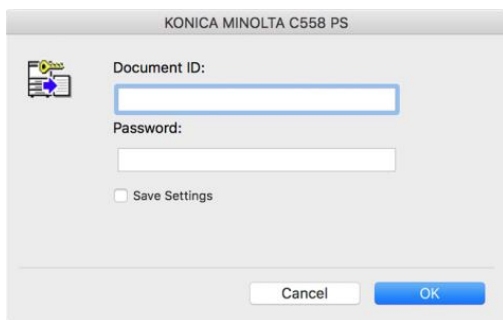 KONICA MINOLTA C558 PS
Document ID:
Password:
Save Settings
Cancel
OK